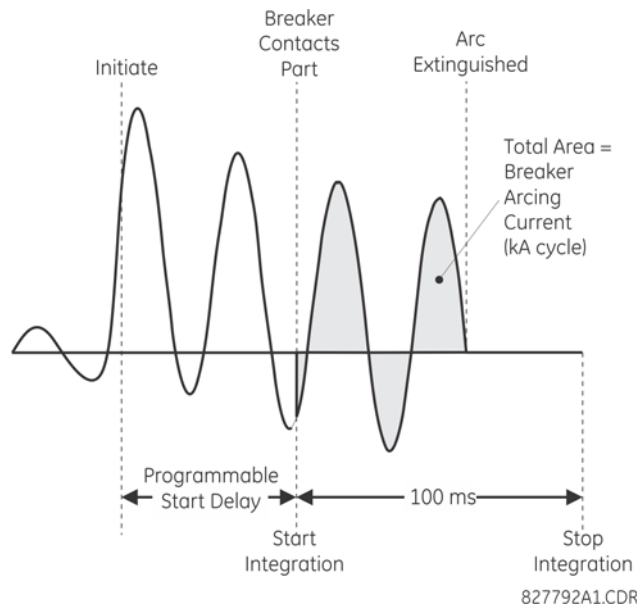 Breaker
Contacts
Part
Initiate
Arc
Extinguished
Total Area =
Breaker
Arcing
Current
(kA cycle)
Programmable
Start Delay
100 ms
Start
Integration
Stop
Integration
827792A1.CDR